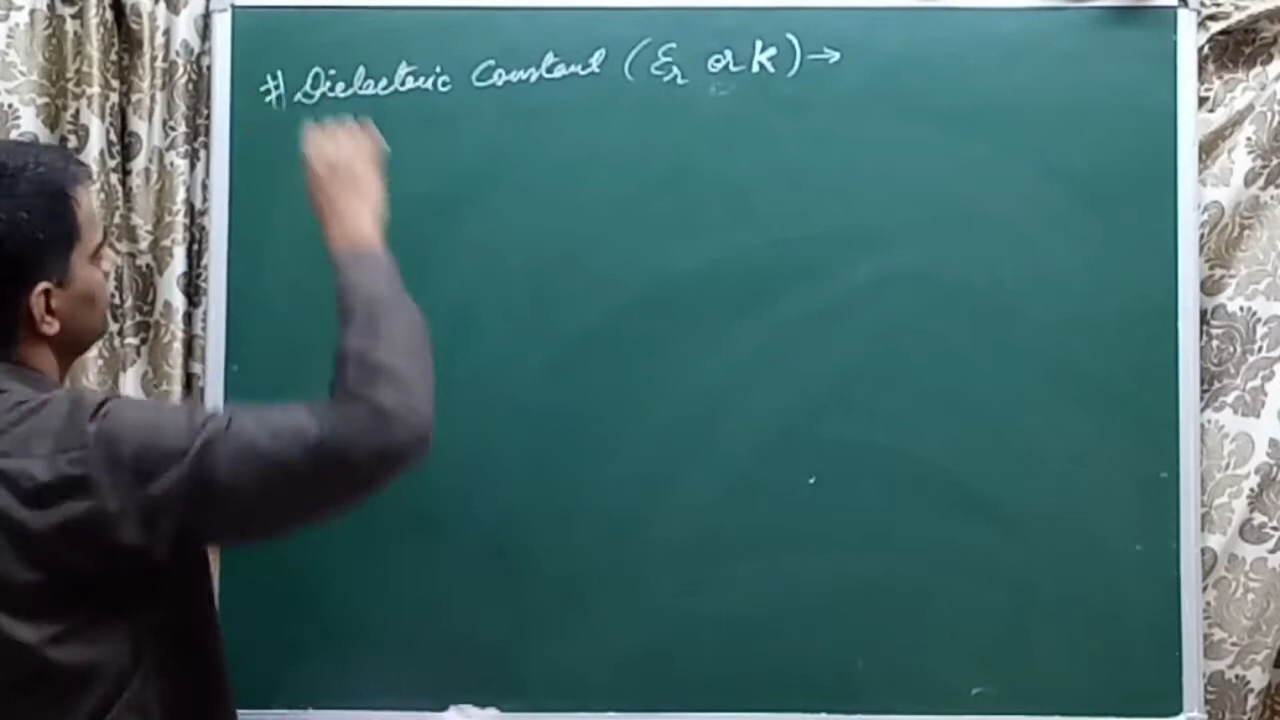 # Dielectric Constant (εr or K) →